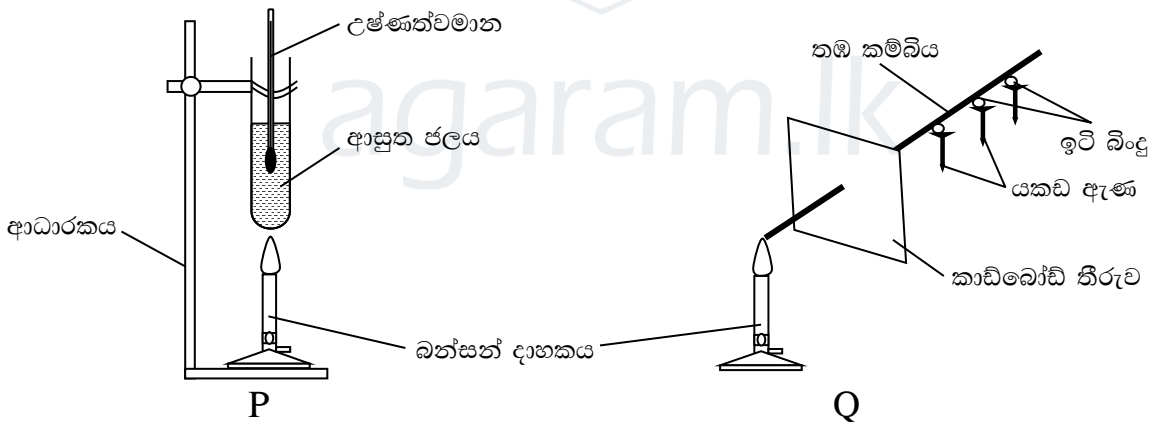 උෂ්ණත්වමාන
තඹ කම්බිය
agaram.lk
ආසුත ජලය
ඉටි බිංදු
යකඩ ඇණ
ආධාරකය
කාඩ්බෝඩ් තීරුව
බන්සන් දාහකය
P
Q